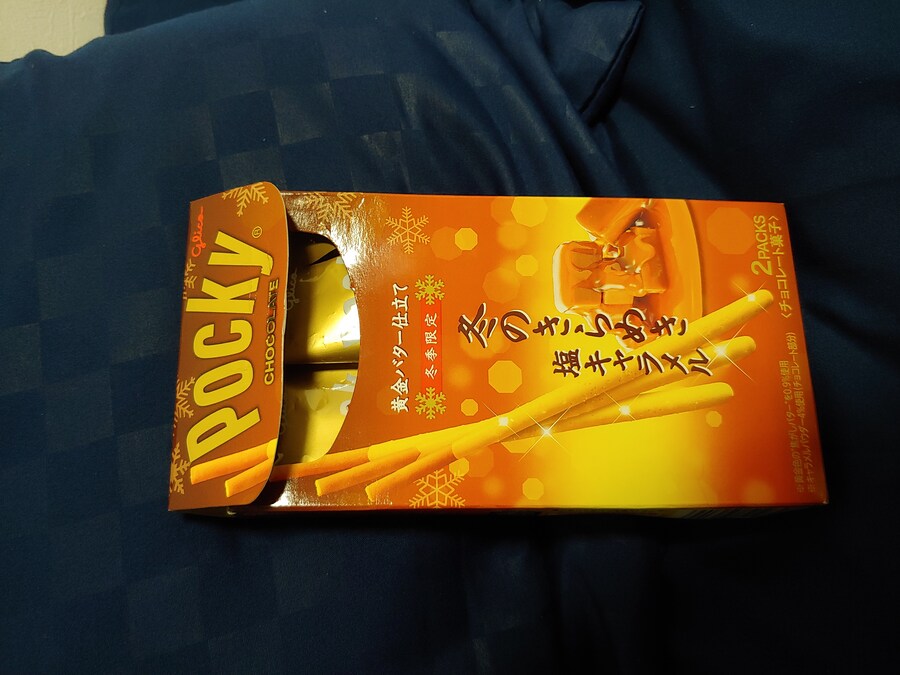 glico
Pocky®
CHOCOLATE
黄金バター仕立て
冬季限定
冬のきらめき
塩キャラメル
2PACKS
〈チョコレート菓子〉